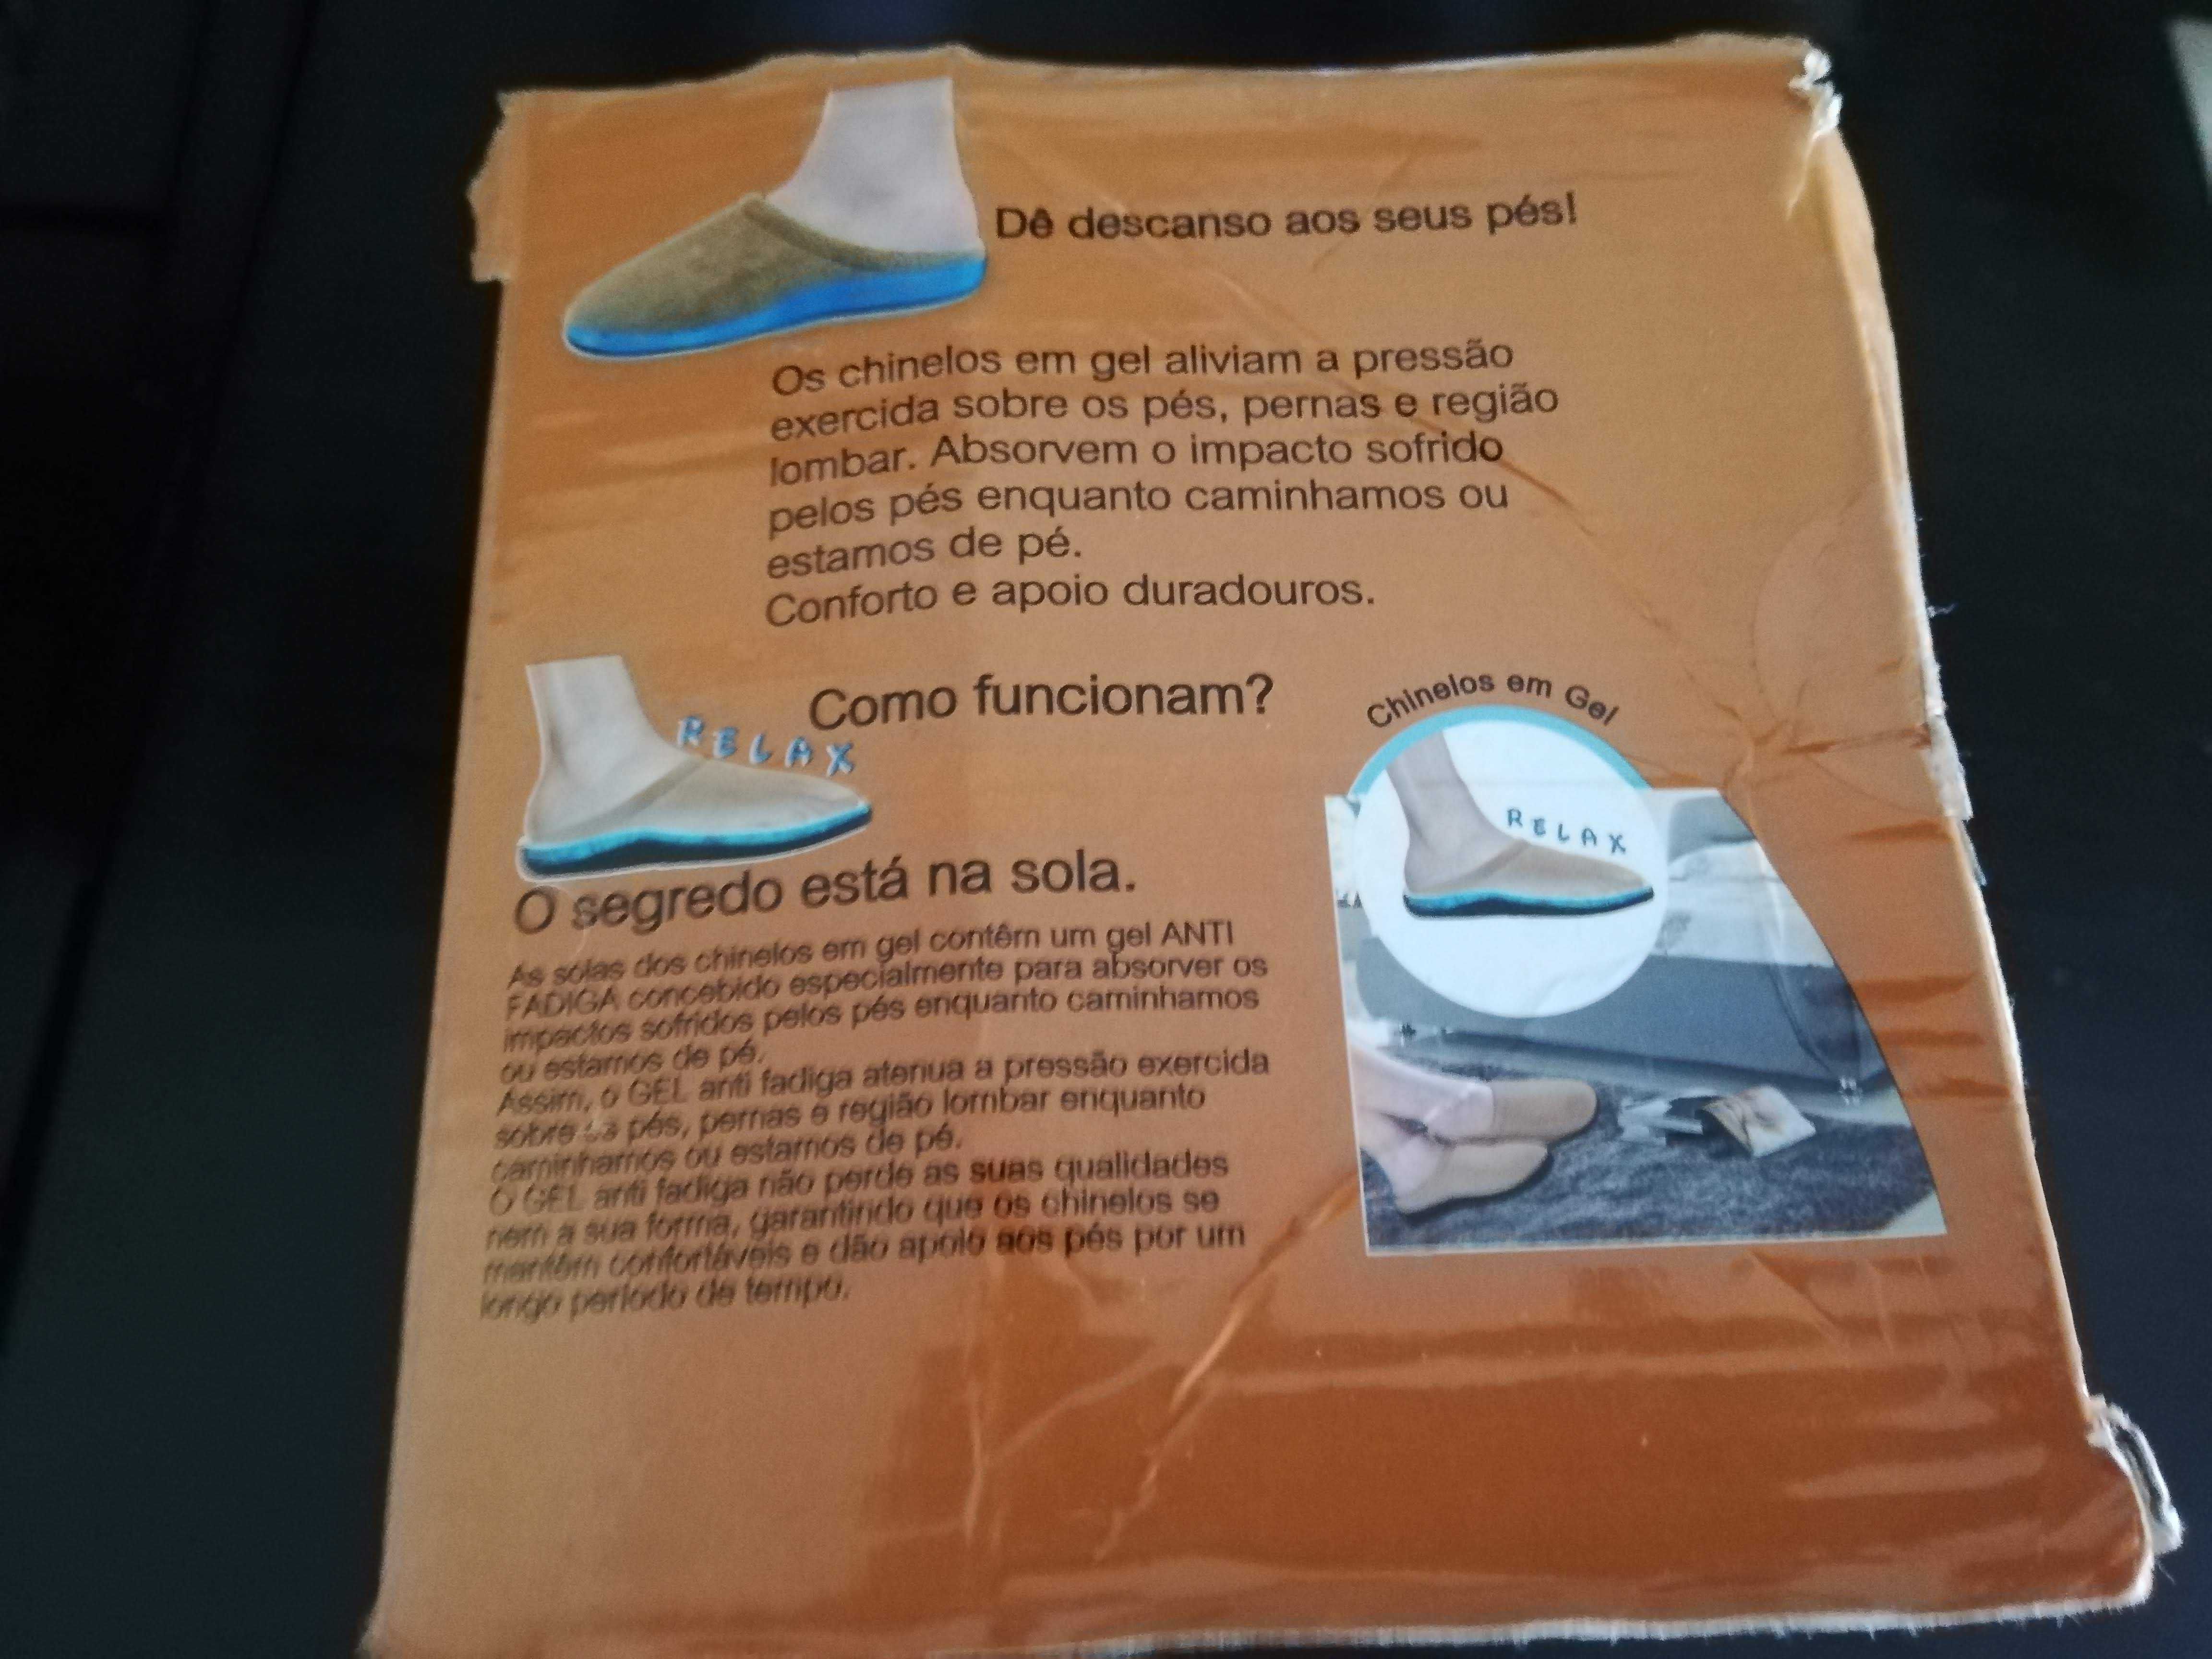 Dê descanso aos seus pés!
Os chinelos em gel aliviam a pressão
exercida sobre os pés, pernas e região
lombar. Absorvem o impacto sofrido
pelos pés enquanto caminhamos ou
estamos de pé.
Conforto e apoio duradouros.
Como funcionam?
RELAX
Chinelos em Gel
RELAX
O segredo está na sola.
As solas dos chinelos em gel contêm um gel ANTI
FADIGA concebido especialmente para absorver os
impactos sofridos pelos pés enquanto caminhamos
ou estamos de pé.
Assim, o GEL anti fadiga atenua a pressão exercida
sobre os pés, pernas e região lombar enquanto
caminhamos ou estamos de pé.
O GEL anti fadiga não perde as suas qualidades
nem a sua forma, garantindo que os chinelos se
mantêm confortáveis e dão apoio aos pés por um
longo período de tempo.